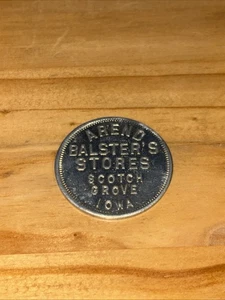 AREND
BALSTER'S
STORES
SCOTCH
GROVE
IOWA